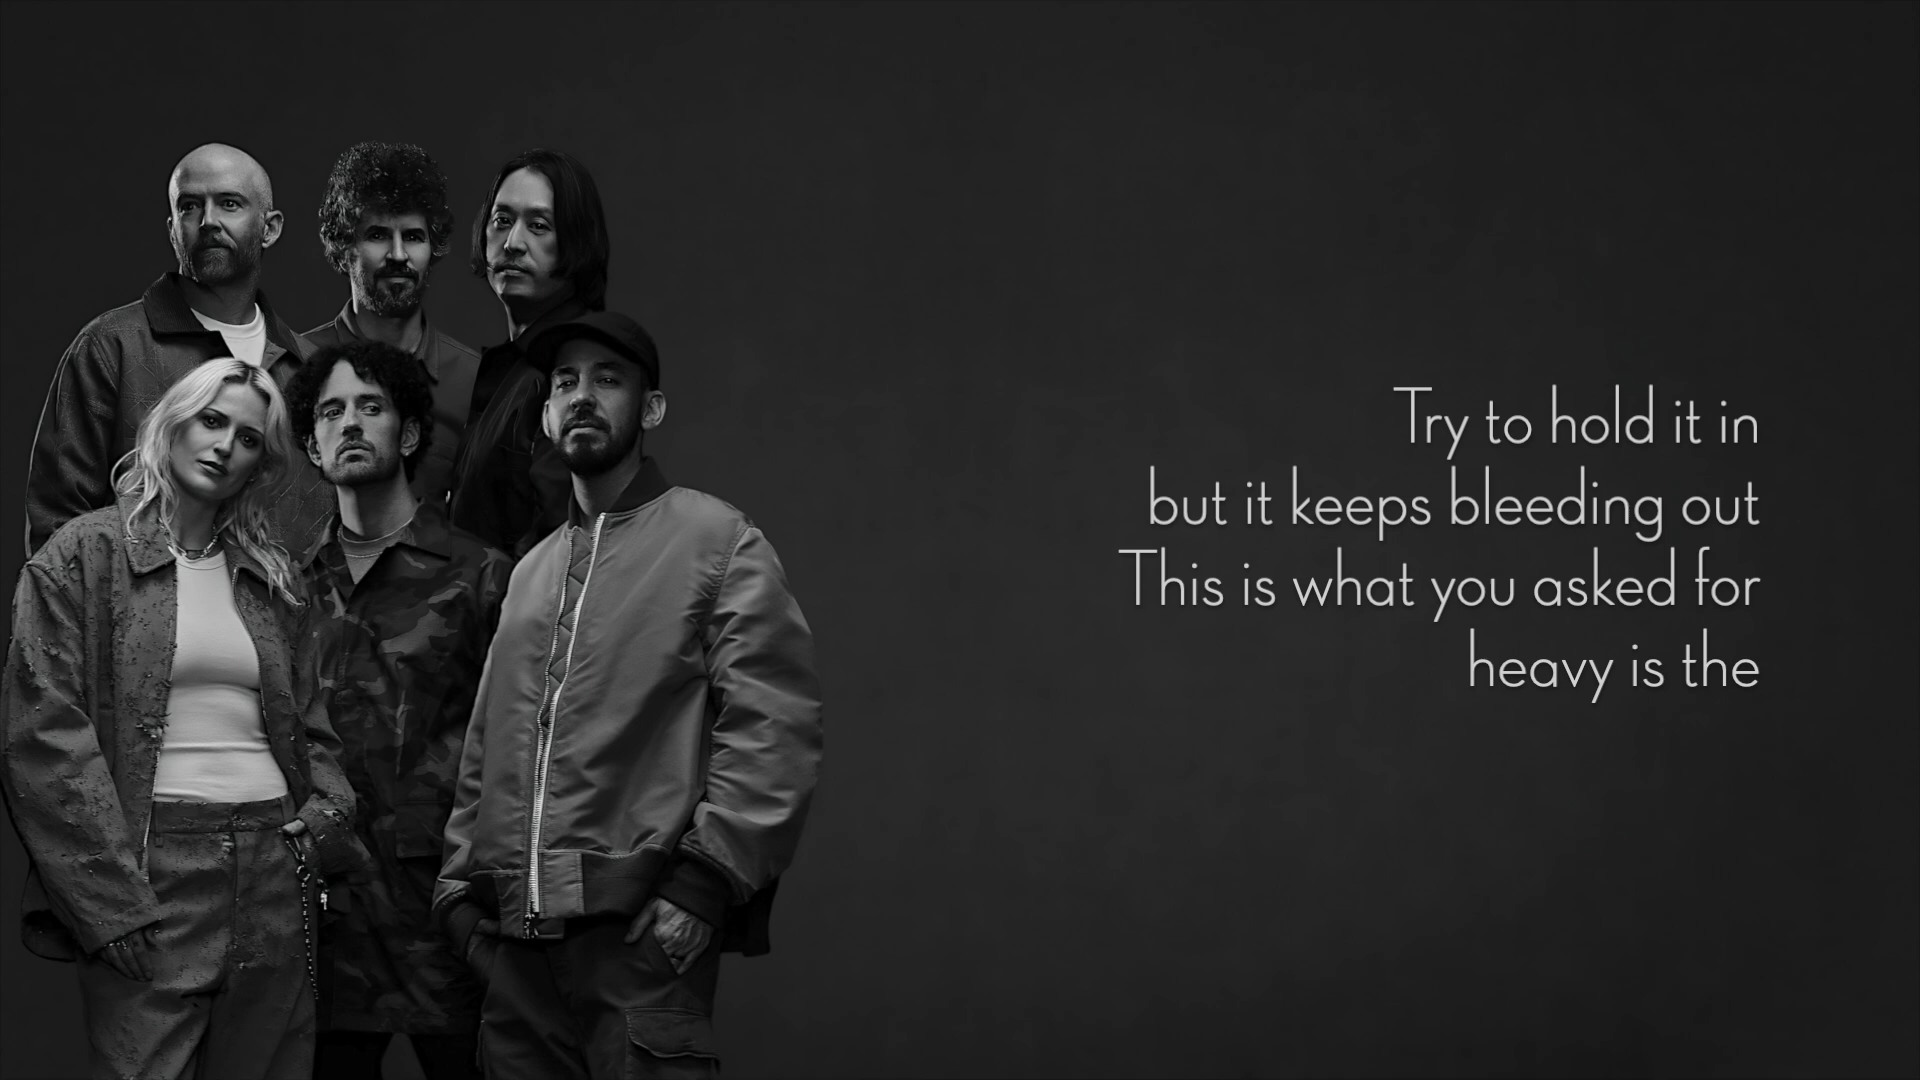 Try to hold it in
but it keeps bleeding out
This is what you asked for
heavy is the